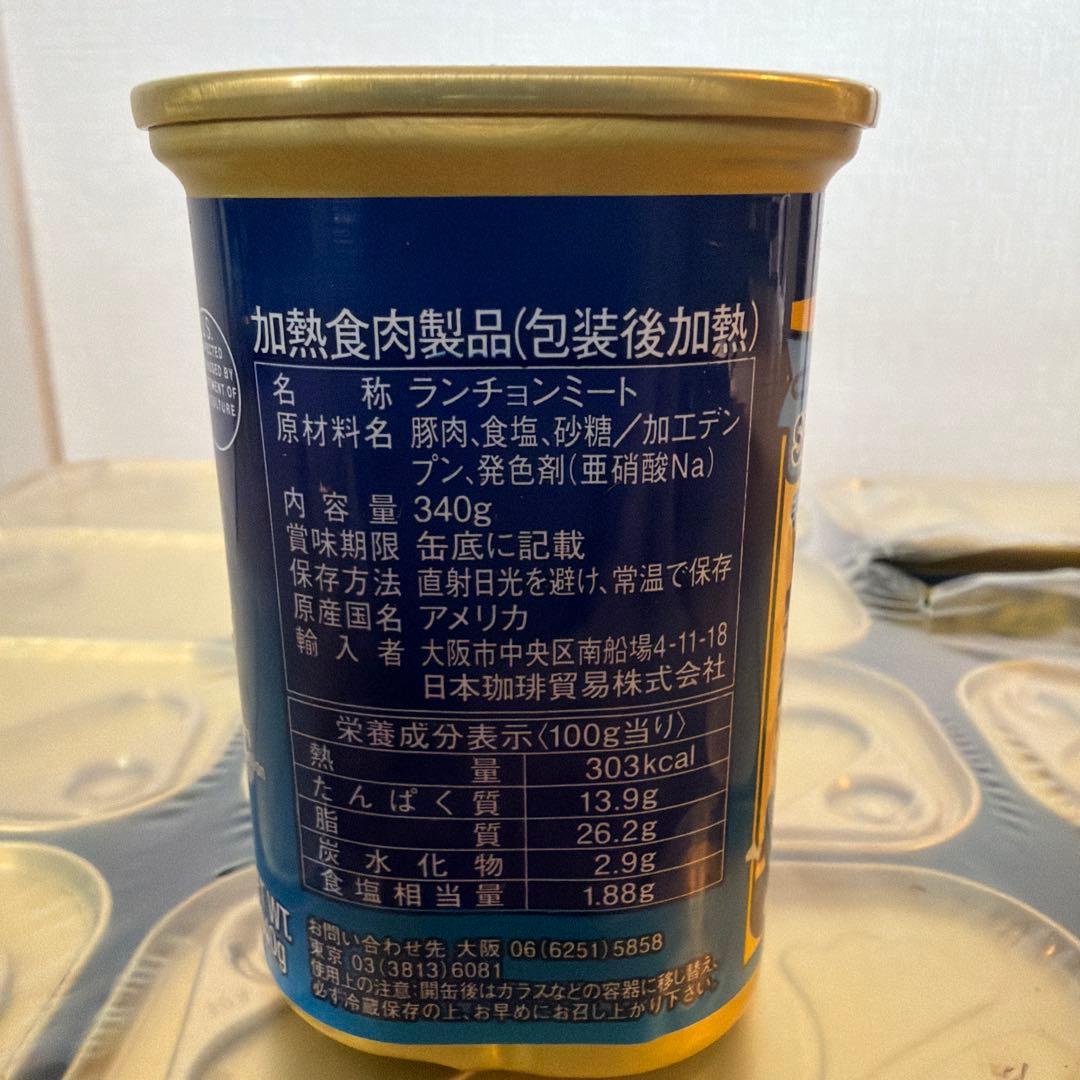 加熱食肉製品(包装後加熱)
名称 ランチョンミート
原材料名 豚肉、食塩、砂糖/加工デン
プン、発色剤(亜硝酸Na)
内容量 340g
賞味期限 缶底に記載
保存方法 直射日光を避け、常温で保存
原産国名 アメリカ
輸入者 大阪市中央区南船場4-11-18
日本珈琲貿易株式会社
栄養成分表示〈100g当り〉
熱量 303kcal
たんぱく質 13.9g
脂質 26.2g
炭水化物 2.9g
食塩相当量 1.88g
お問い合わせ先 大阪 06(6251)5858
東京 03(3813)6081
使用上の注意:開缶後はガラスなどの容器に移し替え、
必ず冷蔵保存の上、お早めにお召し上がり下さい。